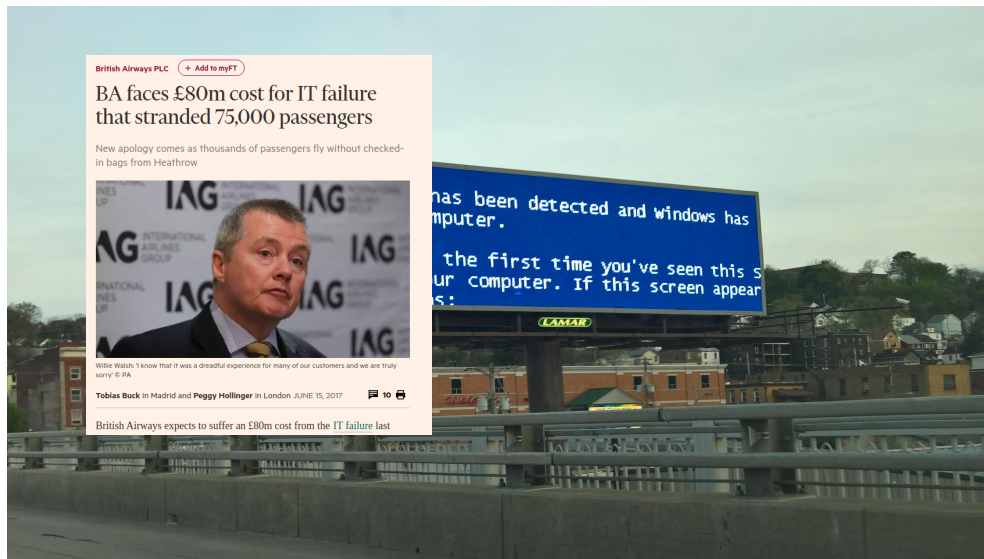 British Airways PLC + Add to myFT
BA faces £80m cost for IT failure
that stranded 75,000 passengers
New apology comes as thousands of passengers fly without checked-
in bags from Heathrow
IAG INTERNATIONAL AIRLINES GROUP
Willie Walsh: 'I know that it was a dreadful experience for many of our customers and we are truly
sorry' © PA
Tobias Buck in Madrid and Peggy Hollinger in London JUNE 15, 2017
10
British Airways expects to suffer an £80m cost from the IT failure last
has been detected and windows has
mputer.
the first time you've seen this s
ur computer. If this screen appear
s:
LAMAR